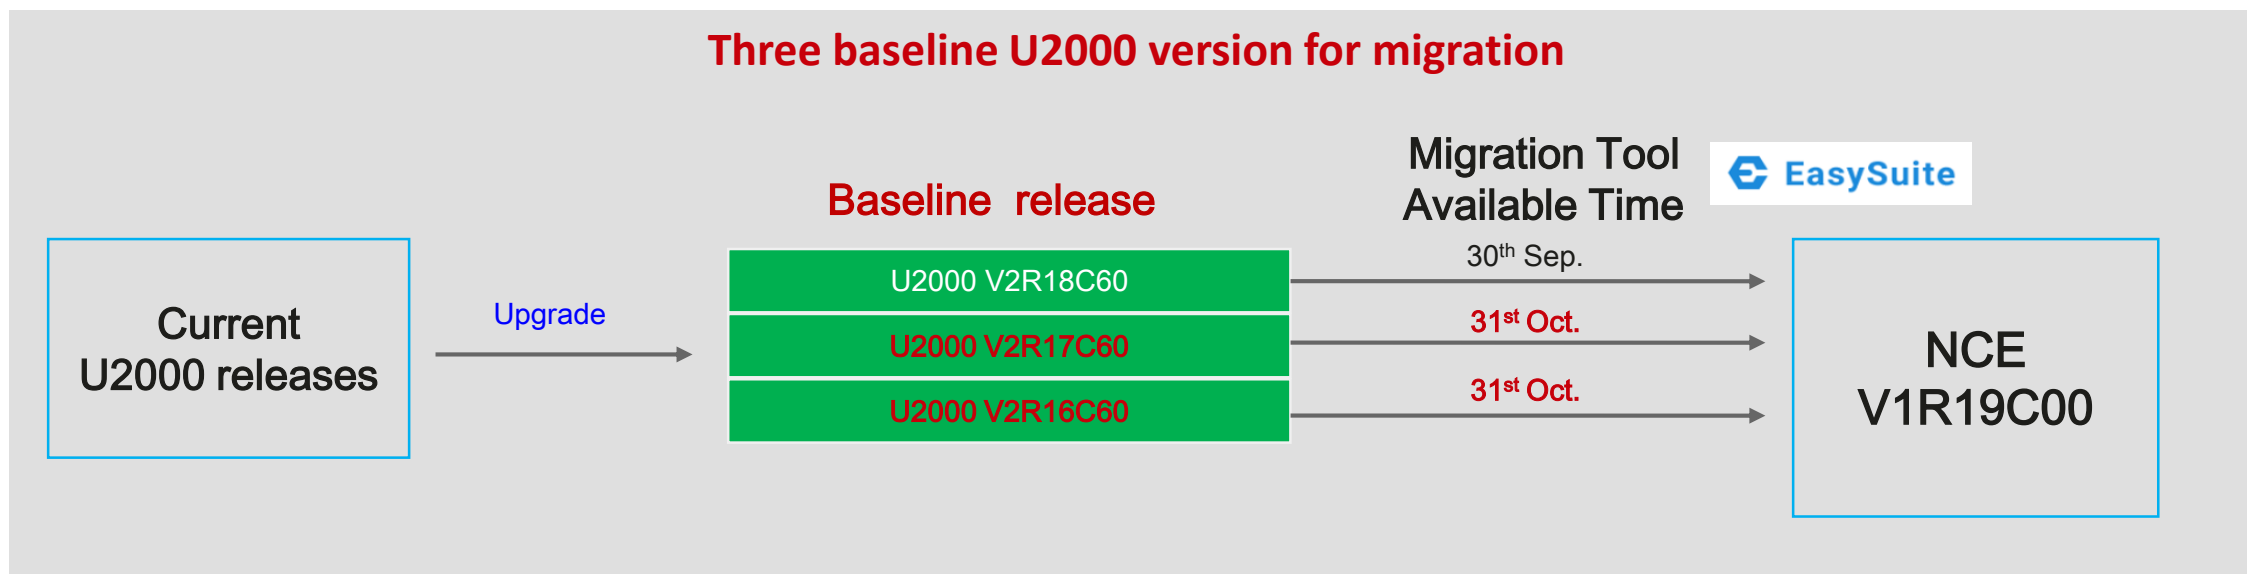 Three baseline U2000 version for migration
Migration Tool
Available Time
EasySuite
Baseline release
Current
U2000 releases
Upgrade
U2000 V2R18C60
U2000 V2R17C60
U2000 V2R16C60
30th Sep.
31st Oct.
31st Oct.
NCE
V1R19C00